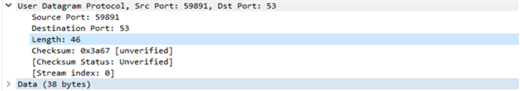 User Datagram Protocol, Src Port: 59891, Dst Port: 53
Source Port: 59891
Destination Port: 53
Length: 46
Checksum: 0x3a67 [unverified]
[Checksum Status: Unverified]
[Stream index: 0]
Data (38 bytes)